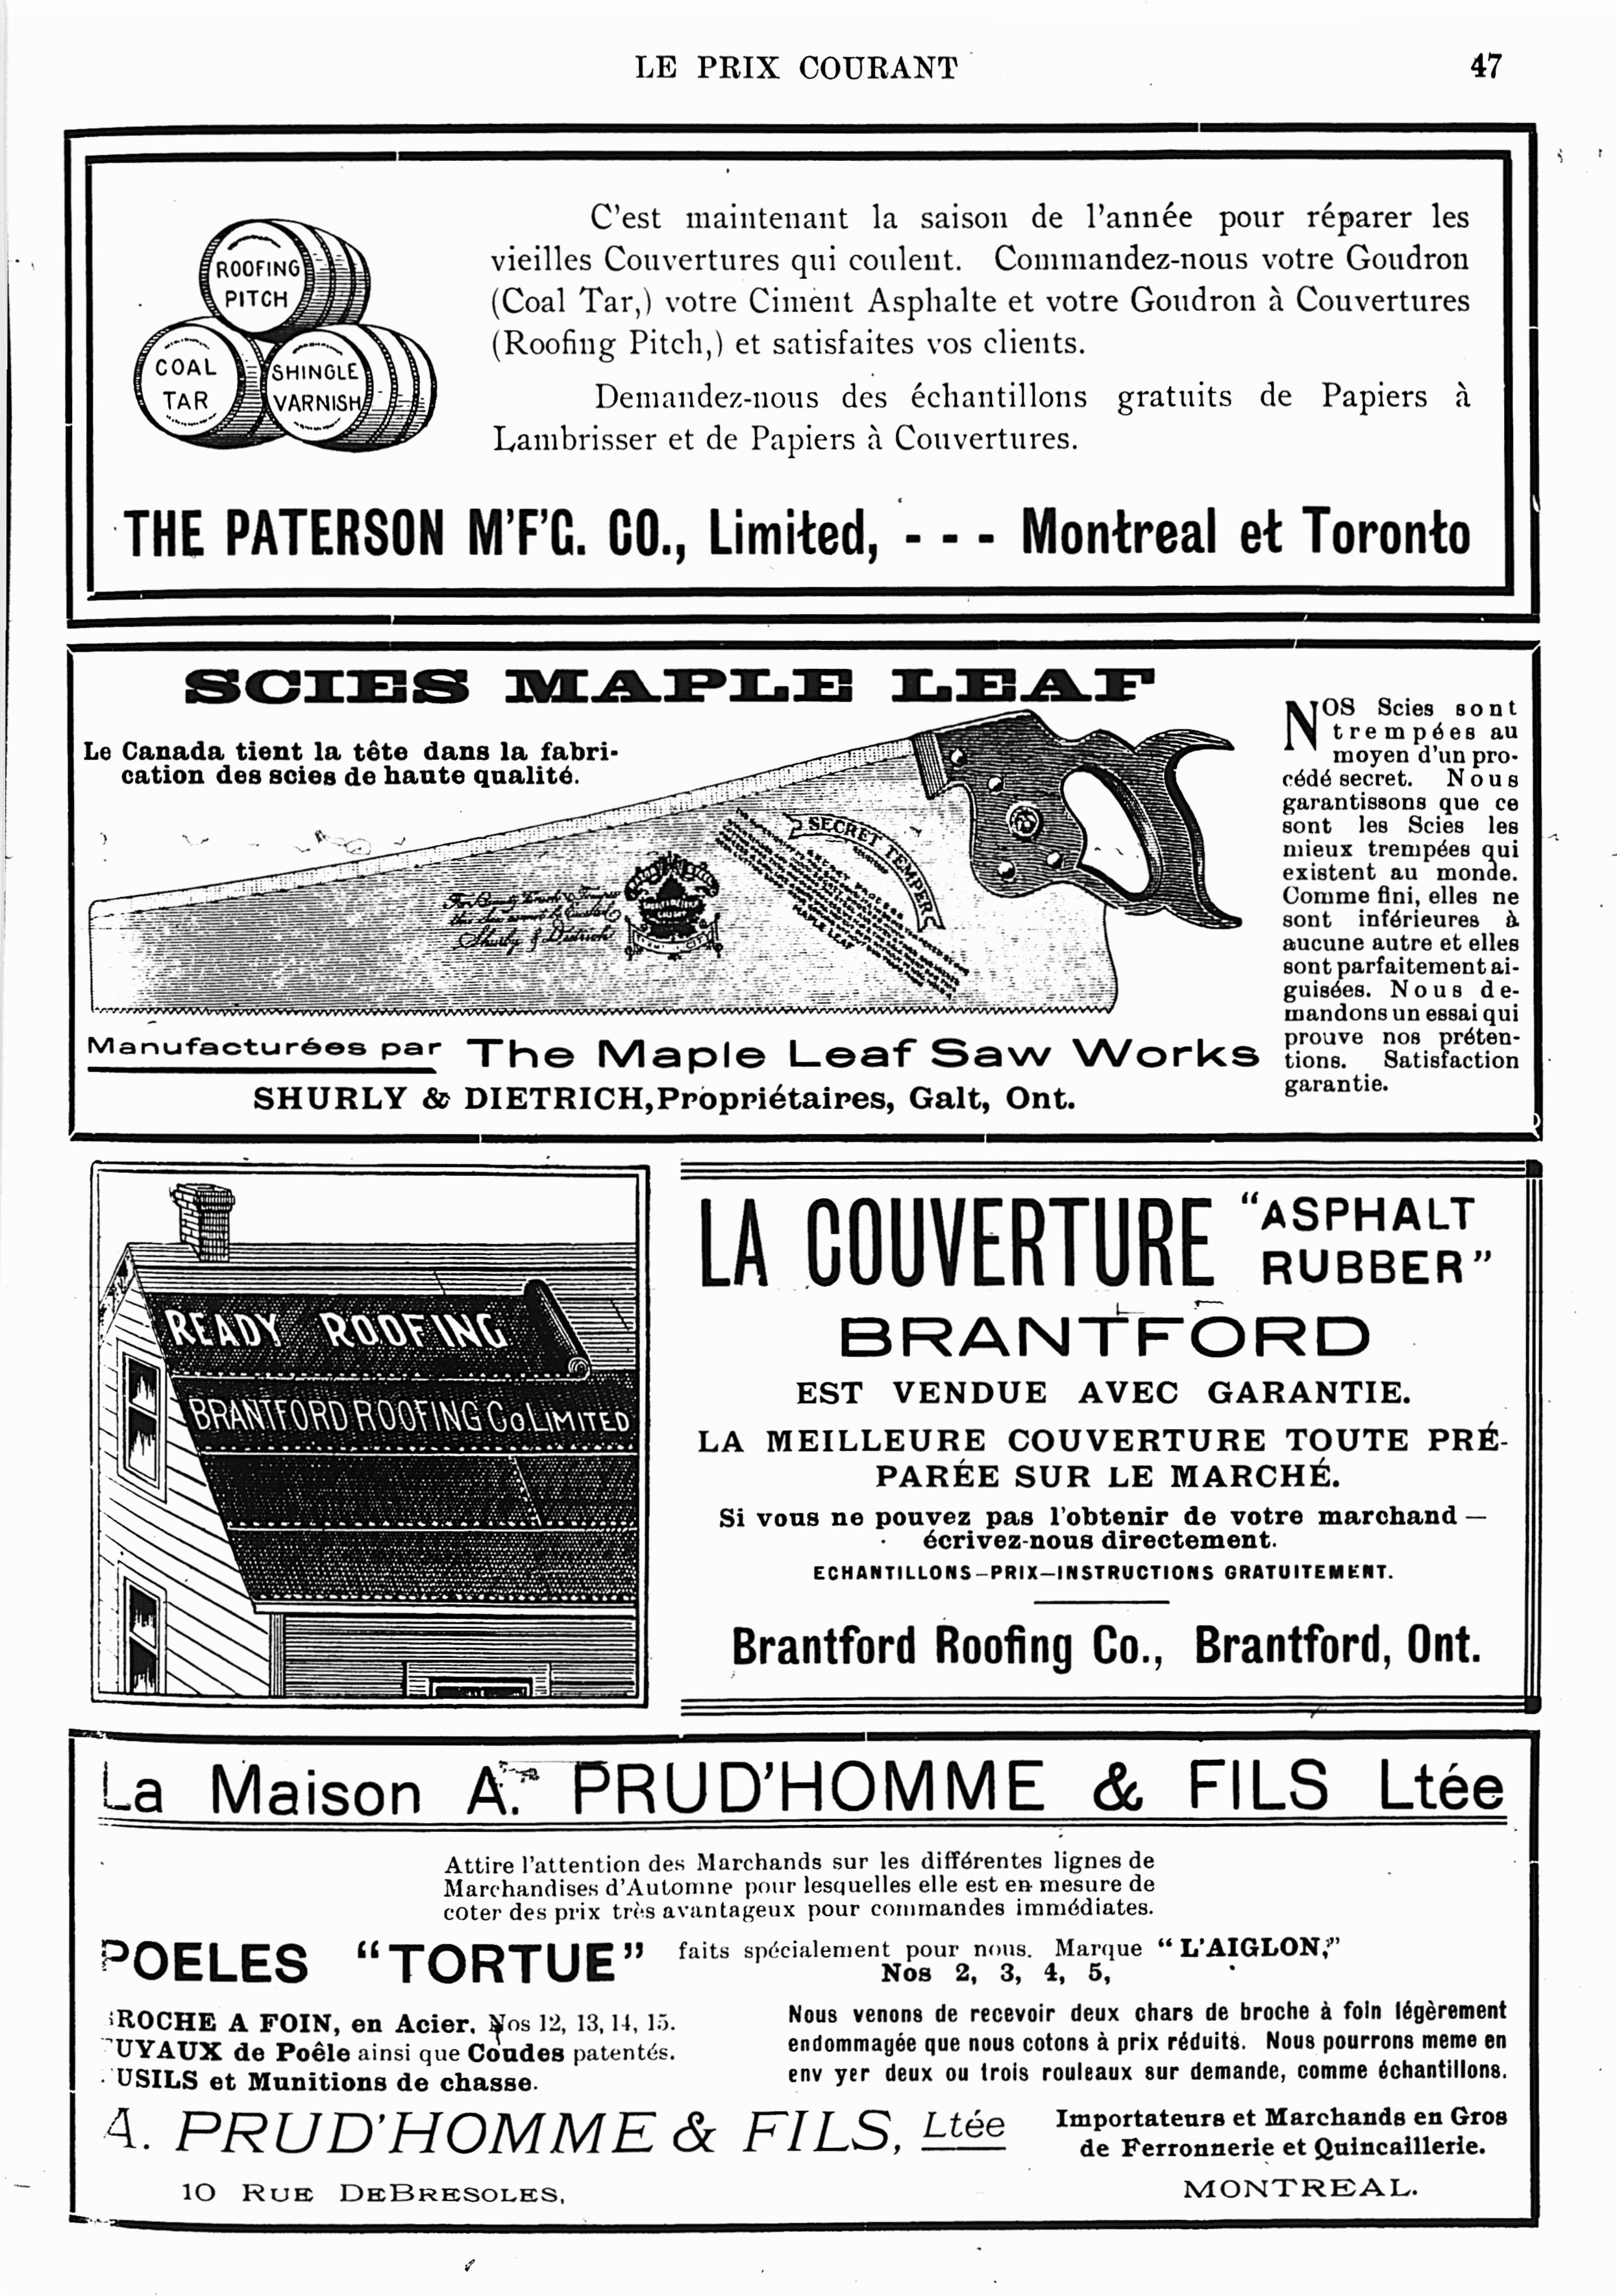 LE PRIX COURANT
47
ROOFING
PITCH
COAL
TAR
SHINGLE
VARNISH
C'est maintenant la saison de l'année pour réparer les
vieilles Couvertures qui coulent. Commandez-nous votre Goudron
(Coal Tar,) votre Ciment Asphalte et votre Goudron à Couvertures
(Roofing Pitch,) et satisfaites vos clients.
Demandez-nous des échantillons gratuits de Papiers à
Lambrisser et de Papiers à Couvertures.
THE PATERSON M'F'G. CO., Limited, - - - Montreal et Toronto
SCIES MAPLE LEAF
Le Canada tient la tête dans la fabri-
cation des scies de haute qualité.
SECRET TEMPER
MAPLE LEAF
Shurly & Dietrich
Manufacturées par The Maple Leaf Saw Works
SHURLY & DIETRICH, Propriétaires, Galt, Ont.
NOS Scies sont
trempées au
moyen d'un pro-
cédé secret. Nous
garantissons que ce
sont les Scies les
mieux trempées qui
existent au monde.
Comme fini, elles ne
sont inférieures à
aucune autre et elles
sont parfaitement ai-
guisées. Nous de-
mandons un essai qui
prouve nos préten-
tions. Satisfaction
garantie.
READY ROOFING
BRANTFORD ROOFING Co LIMITED
LA COUVERTURE "ASPHALT
RUBBER"
BRANTFORD
EST VENDUE AVEC GARANTIE.
LA MEILLEURE COUVERTURE TOUTE PRÉ-
PARÉE SUR LE MARCHÉ.
Si vous ne pouvez pas l'obtenir de votre marchand —
écrivez-nous directement.
ECHANTILLONS—PRIX—INSTRUCTIONS GRATUITEMENT.
Brantford Roofing Co., Brantford, Ont.
La Maison A. PRUD'HOMME & FILS Ltée
Attire l'attention des Marchands sur les différentes lignes de
Marchandises d'Automne pour lesquelles elle est en mesure de
coter des prix très avantageux pour commandes immédiates.
POELES "TORTUE" faits spécialement pour nous. Marque "L'AIGLON,"
Nos 2, 3, 4, 5,
ROCHE A FOIN, en Acier. Nos 12, 13, 14, 15.
UYAUX de Poêle ainsi que Coudes patentés.
USILS et Munitions de chasse.
Nous venons de recevoir deux chars de broche à foin légèrement
endommagée que nous cotons à prix réduits. Nous pourrons meme en
env yer deux ou trois rouleaux sur demande, comme échantillons.
A. PRUD'HOMME & FILS, Ltée
Importateurs et Marchands en Gros
de Ferronnerie et Quincaillerie.
10 RUE DEBRESOLES,
MONTREAL.